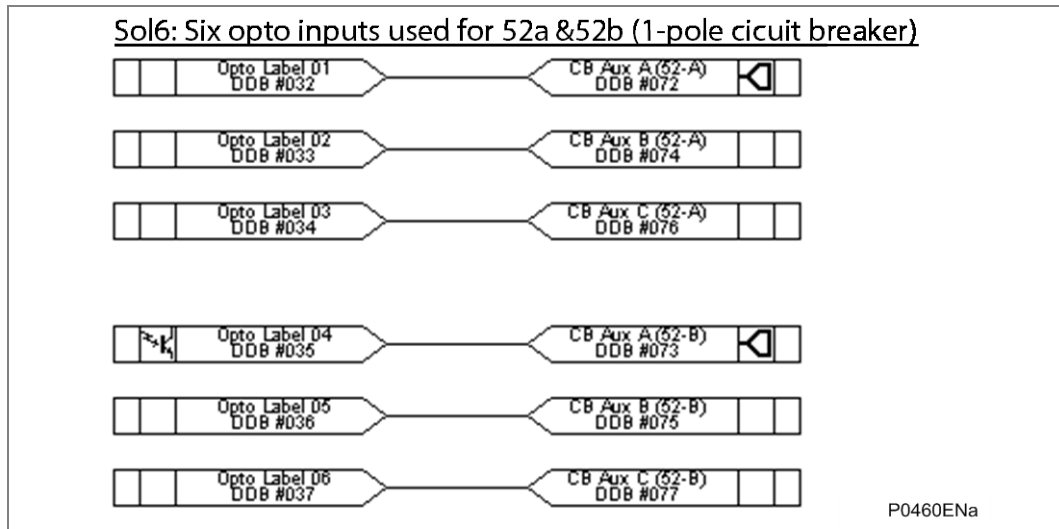 Sol6: Six opto inputs used for 52a &52b (1-pole cicuit breaker)
Opto Label 01
DDB #032
CB Aux A (52-A)
DDB #072
Opto Label 02
DDB #033
CB Aux B (52-A)
DDB #074
Opto Label 03
DDB #034
CB Aux C (52-A)
DDB #076
Opto Label 04
DDB #035
CB Aux A (52-B)
DDB #073
Opto Label 05
DDB #036
CB Aux B (52-B)
DDB #075
Opto Label 06
DDB #037
CB Aux C (52-B)
DDB #077
P0460ENa